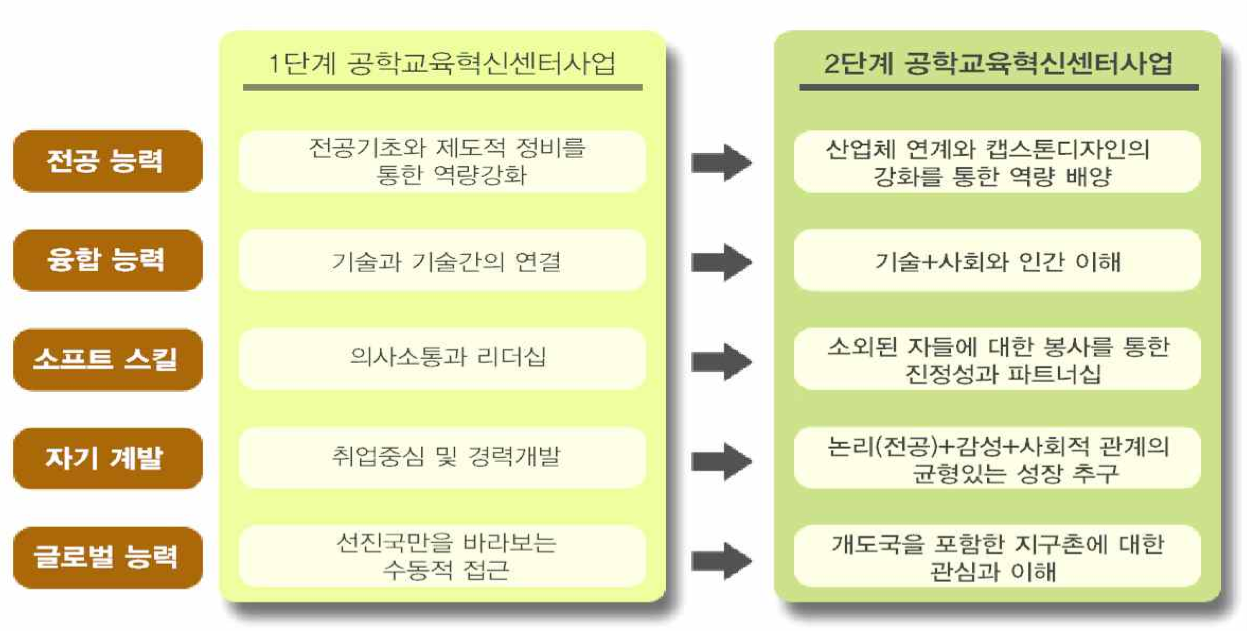 1단계 공학교육혁신센터사업
2단계 공학교육혁신센터사업
전공 능력
전공기초와 제도적 정비를
통한 역량강화
산업체 연계와 캡스톤디자인의
강화를 통한 역량 배양
융합 능력
기술과 기술간의 연결
기술+사회와 인간 이해
소프트 스킬
의사소통과 리더십
소외된 자들에 대한 봉사를 통한
진정성과 파트너십
자기 계발
취업중심 및 경력개발
논리(전공)+감성+사회적 관계의
균형있는 성장 추구
글로벌 능력
선진국만을 바라보는
수동적 접근
개도국을 포함한 지구촌에 대한
관심과 이해